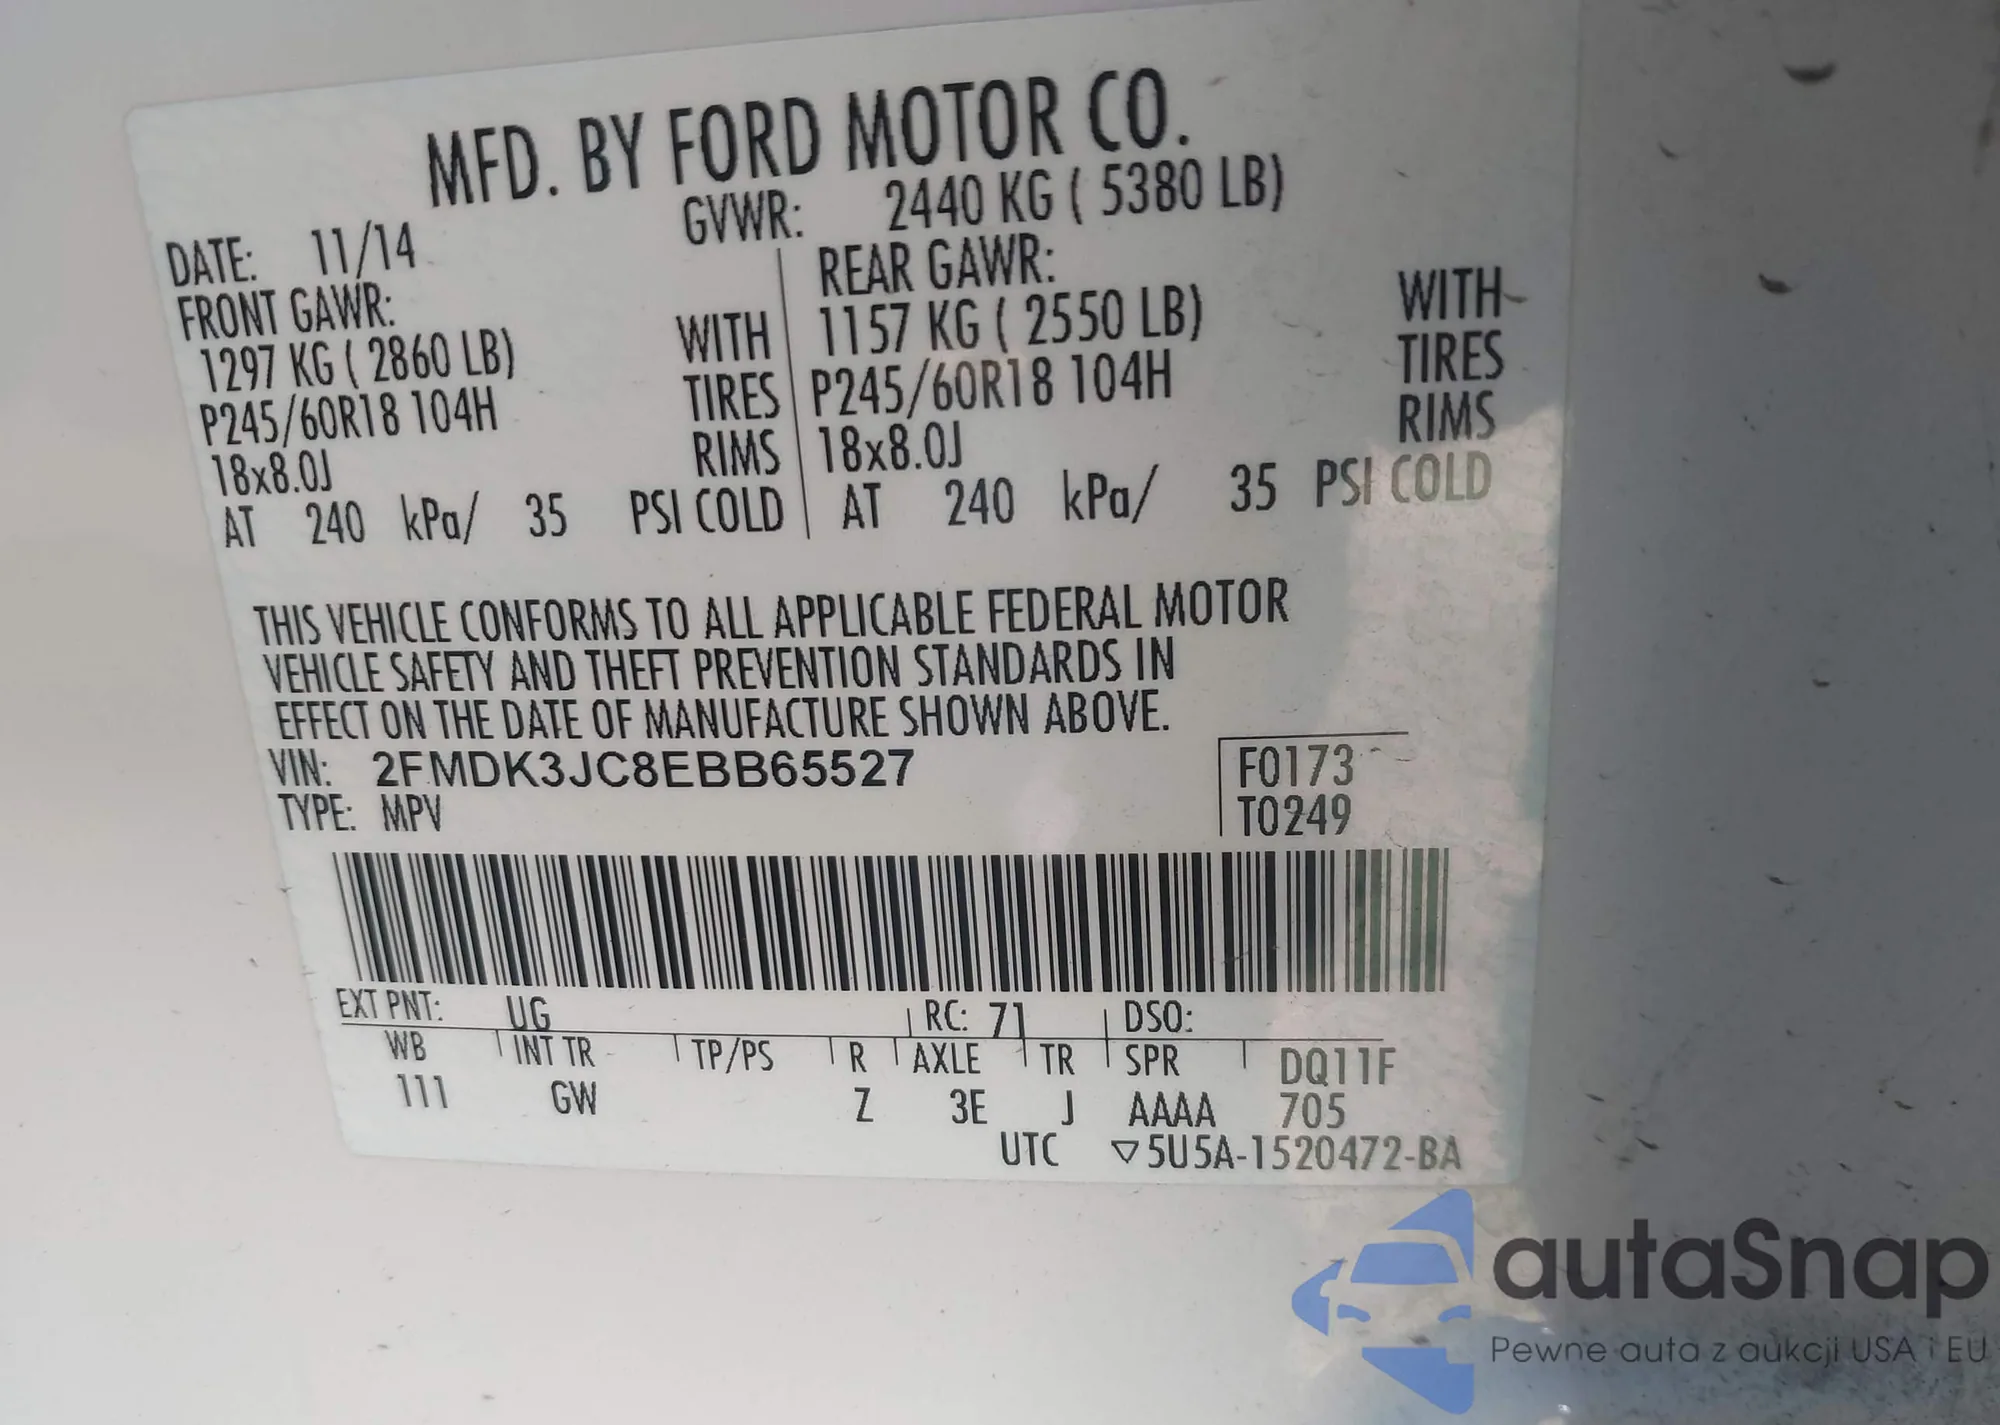 MFD. BY FORD MOTOR CO.
DATE: 11/14 GVWR: 2440 KG ( 5380 LB)
FRONT GAWR: REAR GAWR:
1297 KG ( 2860 LB) WITH 1157 KG ( 2550 LB) WITH
P245/60R18 104H TIRES P245/60R18 104H TIRES
18x8.0J RIMS 18x8.0J RIMS
AT 240 kPa/ 35 PSI COLD AT 240 kPa/ 35 PSI COLD
THIS VEHICLE CONFORMS TO ALL APPLICABLE FEDERAL MOTOR
VEHICLE SAFETY AND THEFT PREVENTION STANDARDS IN
EFFECT ON THE DATE OF MANUFACTURE SHOWN ABOVE.
VIN: 2FMDK3JC8EBB65527 F0173
TYPE: MPV T0249
EXT PNT: UG RC: 71 DSO:
WB INT TR TP/PS R AXLE TR SPR DQ11F
111 GW Z 3E J AAAA 705
UTC ▽5U5A-1520472-BA
autaSnap
Pewne auta z aukcji USA i EU